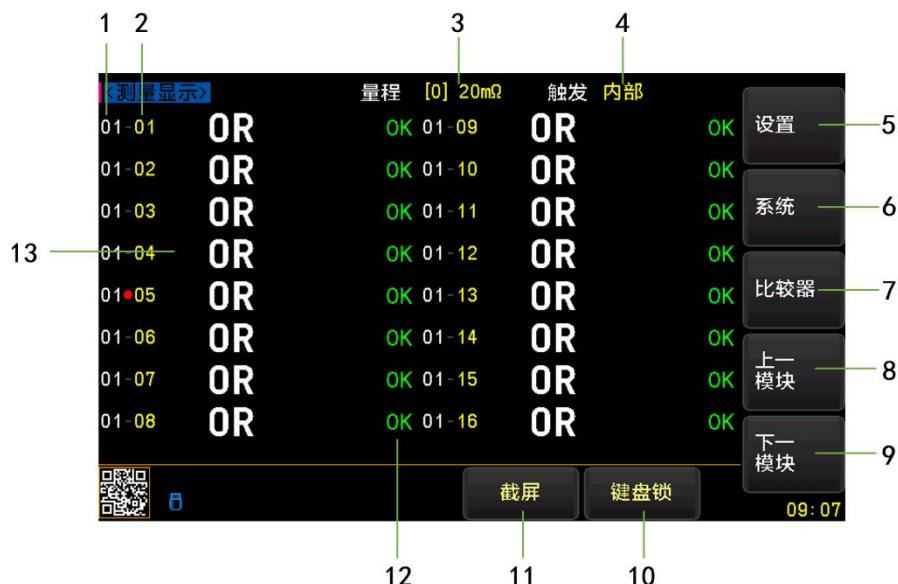 1 2 3 4
<测量显示> 量程 [0] 20mΩ 触发 内部
01-01 OR OK 01-09 OR OK
01-02 OR OK 01-10 OR OK
01-03 OR OK 01-11 OR OK
01-04 OR OK 01-12 OR OK
01●05 OR OK 01-13 OR OK
01-06 OR OK 01-14 OR OK
01-07 OR OK 01-15 OR OK
01-08 OR OK 01-16 OR OK
13
设置 5
系统 6
比较器 7
上一
模块 8
下一
模块 9
截屏 键盘锁
09:07
12 11 10